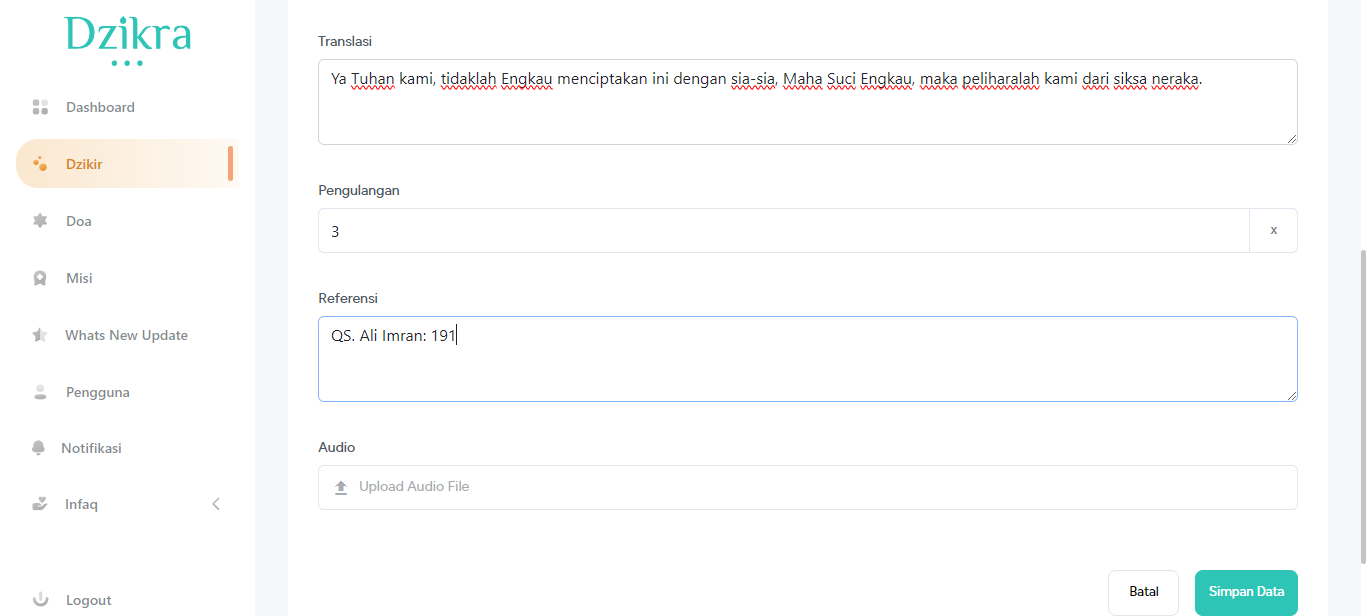 Dzikra
Dashboard
Dzikir
Doa
Misi
Whats New Update
Pengguna
Notifikasi
Infaq
Logout
Translasi
Ya Tuhan kami, tidaklah Engkau menciptakan ini dengan sia-sia, Maha Suci Engkau, maka peliharalah kami dari siksa neraka.
Pengulangan
3
x
Referensi
QS. Ali Imran: 191
Audio
Upload Audio File
Batal
Simpan Data